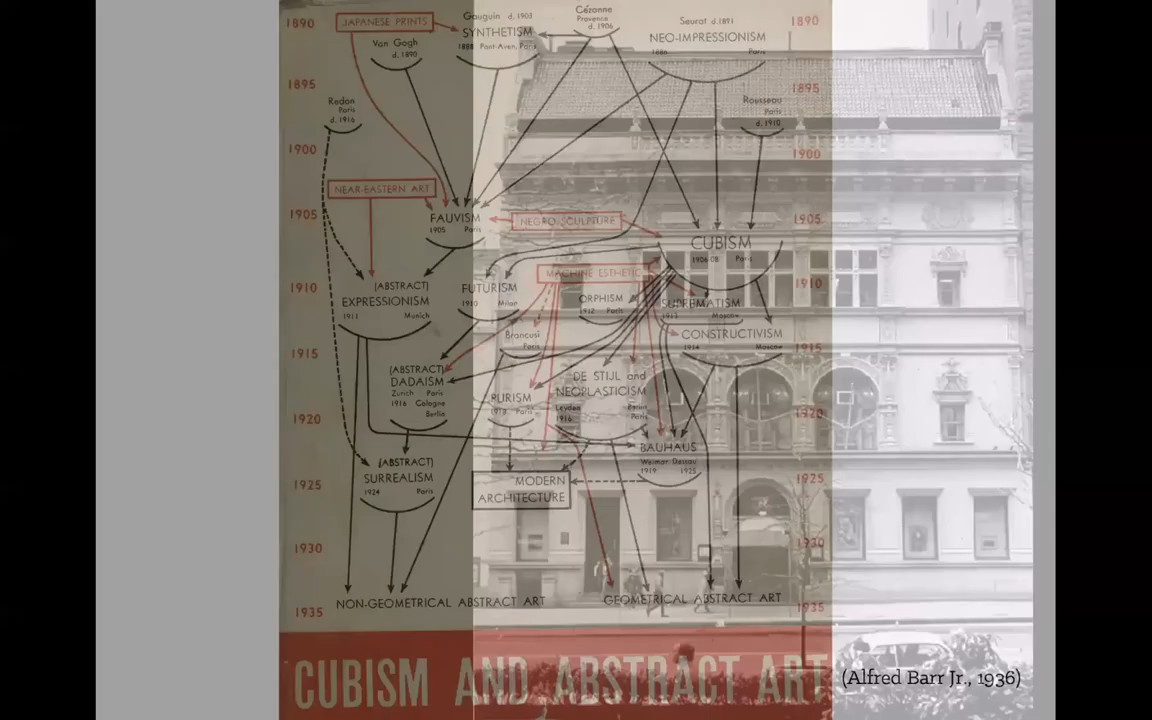 1890
JAPANESE PRINTS
Gauguin d. 1903
SYNTHETISM
1888 Pont-Aven, Paris
Cézanne
Provence
d. 1906
Seurat d.1891
NEO-IMPRESSIONISM
1886 Paris
1890
Van Gogh
d. 1890
1895
1895
Redon
Paris
d. 1916
Rousseau
Paris
d. 1910
1900
1900
NEAR-EASTERN ART
1905
FAUVISM
1905 Paris
NEGRO SCULPTURE
1905
CUBISM
1906-08 Paris
MACHINE ESTHETIC
1910
(ABSTRACT)
EXPRESSIONISM
1911 Munich
FUTURISM
1910 Milan
ORPHISM
1912 Paris
SUPREMATISM
1913 Moscow
1910
Brancusi
Paris
CONSTRUCTIVISM
1914 Moscow
1915
1915
(ABSTRACT)
DADAISM
Zurich Paris
1916 Cologne
Berlin
PURISM
1918 Paris
DE STIJL and
NEOPLASTICISM
Leyden Berlin
1916 Paris
1920
1920
BAUHAUS
Weimar Dessau
1919 1925
(ABSTRACT)
SURREALISM
1924 Paris
MODERN
ARCHITECTURE
1925
1925
1930
1930
1935
NON-GEOMETRICAL ABSTRACT ART
GEOMETRICAL ABSTRACT ART
1935
CUBISM AND ABSTRACT ART
(Alfred Barr Jr., 1936)